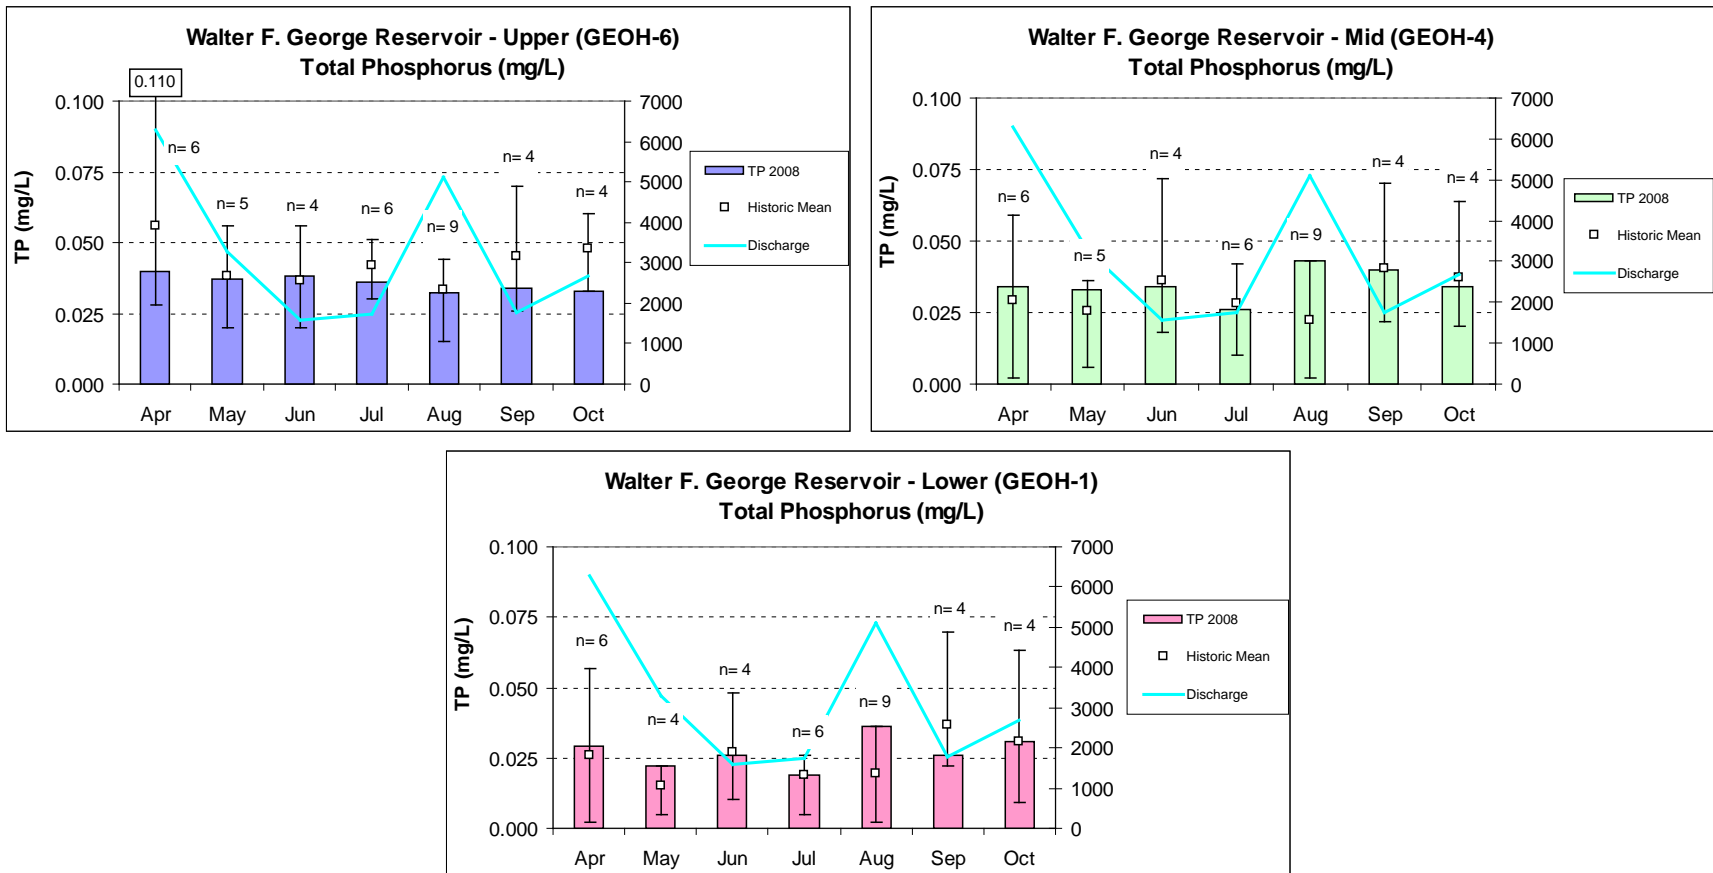 Walter F. George Reservoir - Upper (GEOH-6)
Total Phosphorus (mg/L)
0.110
0.100
0.075
0.050
0.025
0.000
TP (mg/L)
7000
6000
5000
4000
3000
2000
1000
0
n= 6
n= 5
n= 4
n= 6
n= 9
n= 4
n= 4
Apr May Jun Jul Aug Sep Oct
TP 2008
Historic Mean
Discharge
Walter F. George Reservoir - Mid (GEOH-4)
Total Phosphorus (mg/L)
0.100
0.075
0.050
0.025
0.000
TP (mg/L)
7000
6000
5000
4000
3000
2000
1000
0
n= 6
n= 5
n= 4
n= 6
n= 9
n= 4
n= 4
Apr May Jun Jul Aug Sep Oct
TP 2008
Historic Mean
Discharge
Walter F. George Reservoir - Lower (GEOH-1)
Total Phosphorus (mg/L)
0.100
0.075
0.050
0.025
0.000
TP (mg/L)
7000
6000
5000
4000
3000
2000
1000
0
n= 6
n= 4
n= 4
n= 6
n= 9
n= 4
n= 4
Apr May Jun Jul Aug Sep Oct
TP 2008
Historic Mean
Discharge